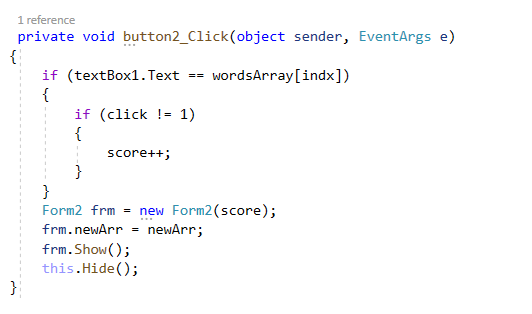 1 reference
private void button2_Click(object sender, EventArgs e)
{
    if (textBox1.Text == wordsArray[indx])
    {
        if (click != 1)
        {
            score++;
        }
    }
    Form2 frm = new Form2(score);
    frm.newArr = newArr;
    frm.Show();
    this.Hide();
}